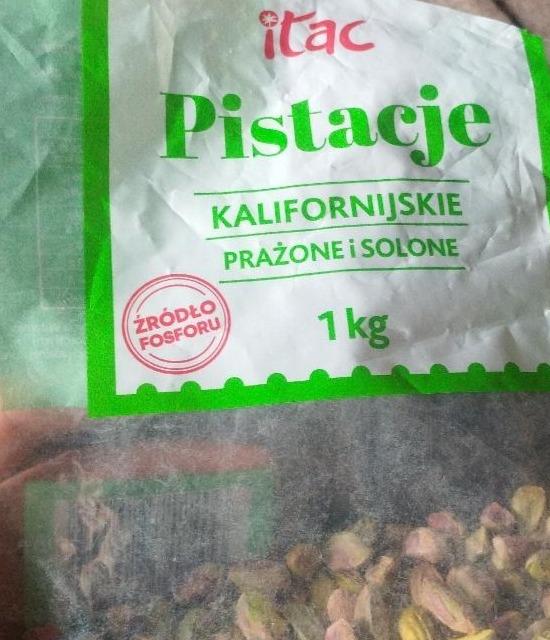 itac
Pistacje
KALIFORNIJSKIE
PRAŻONE i SOLONE
ŹRÓDŁO
FOSFORU
1 kg